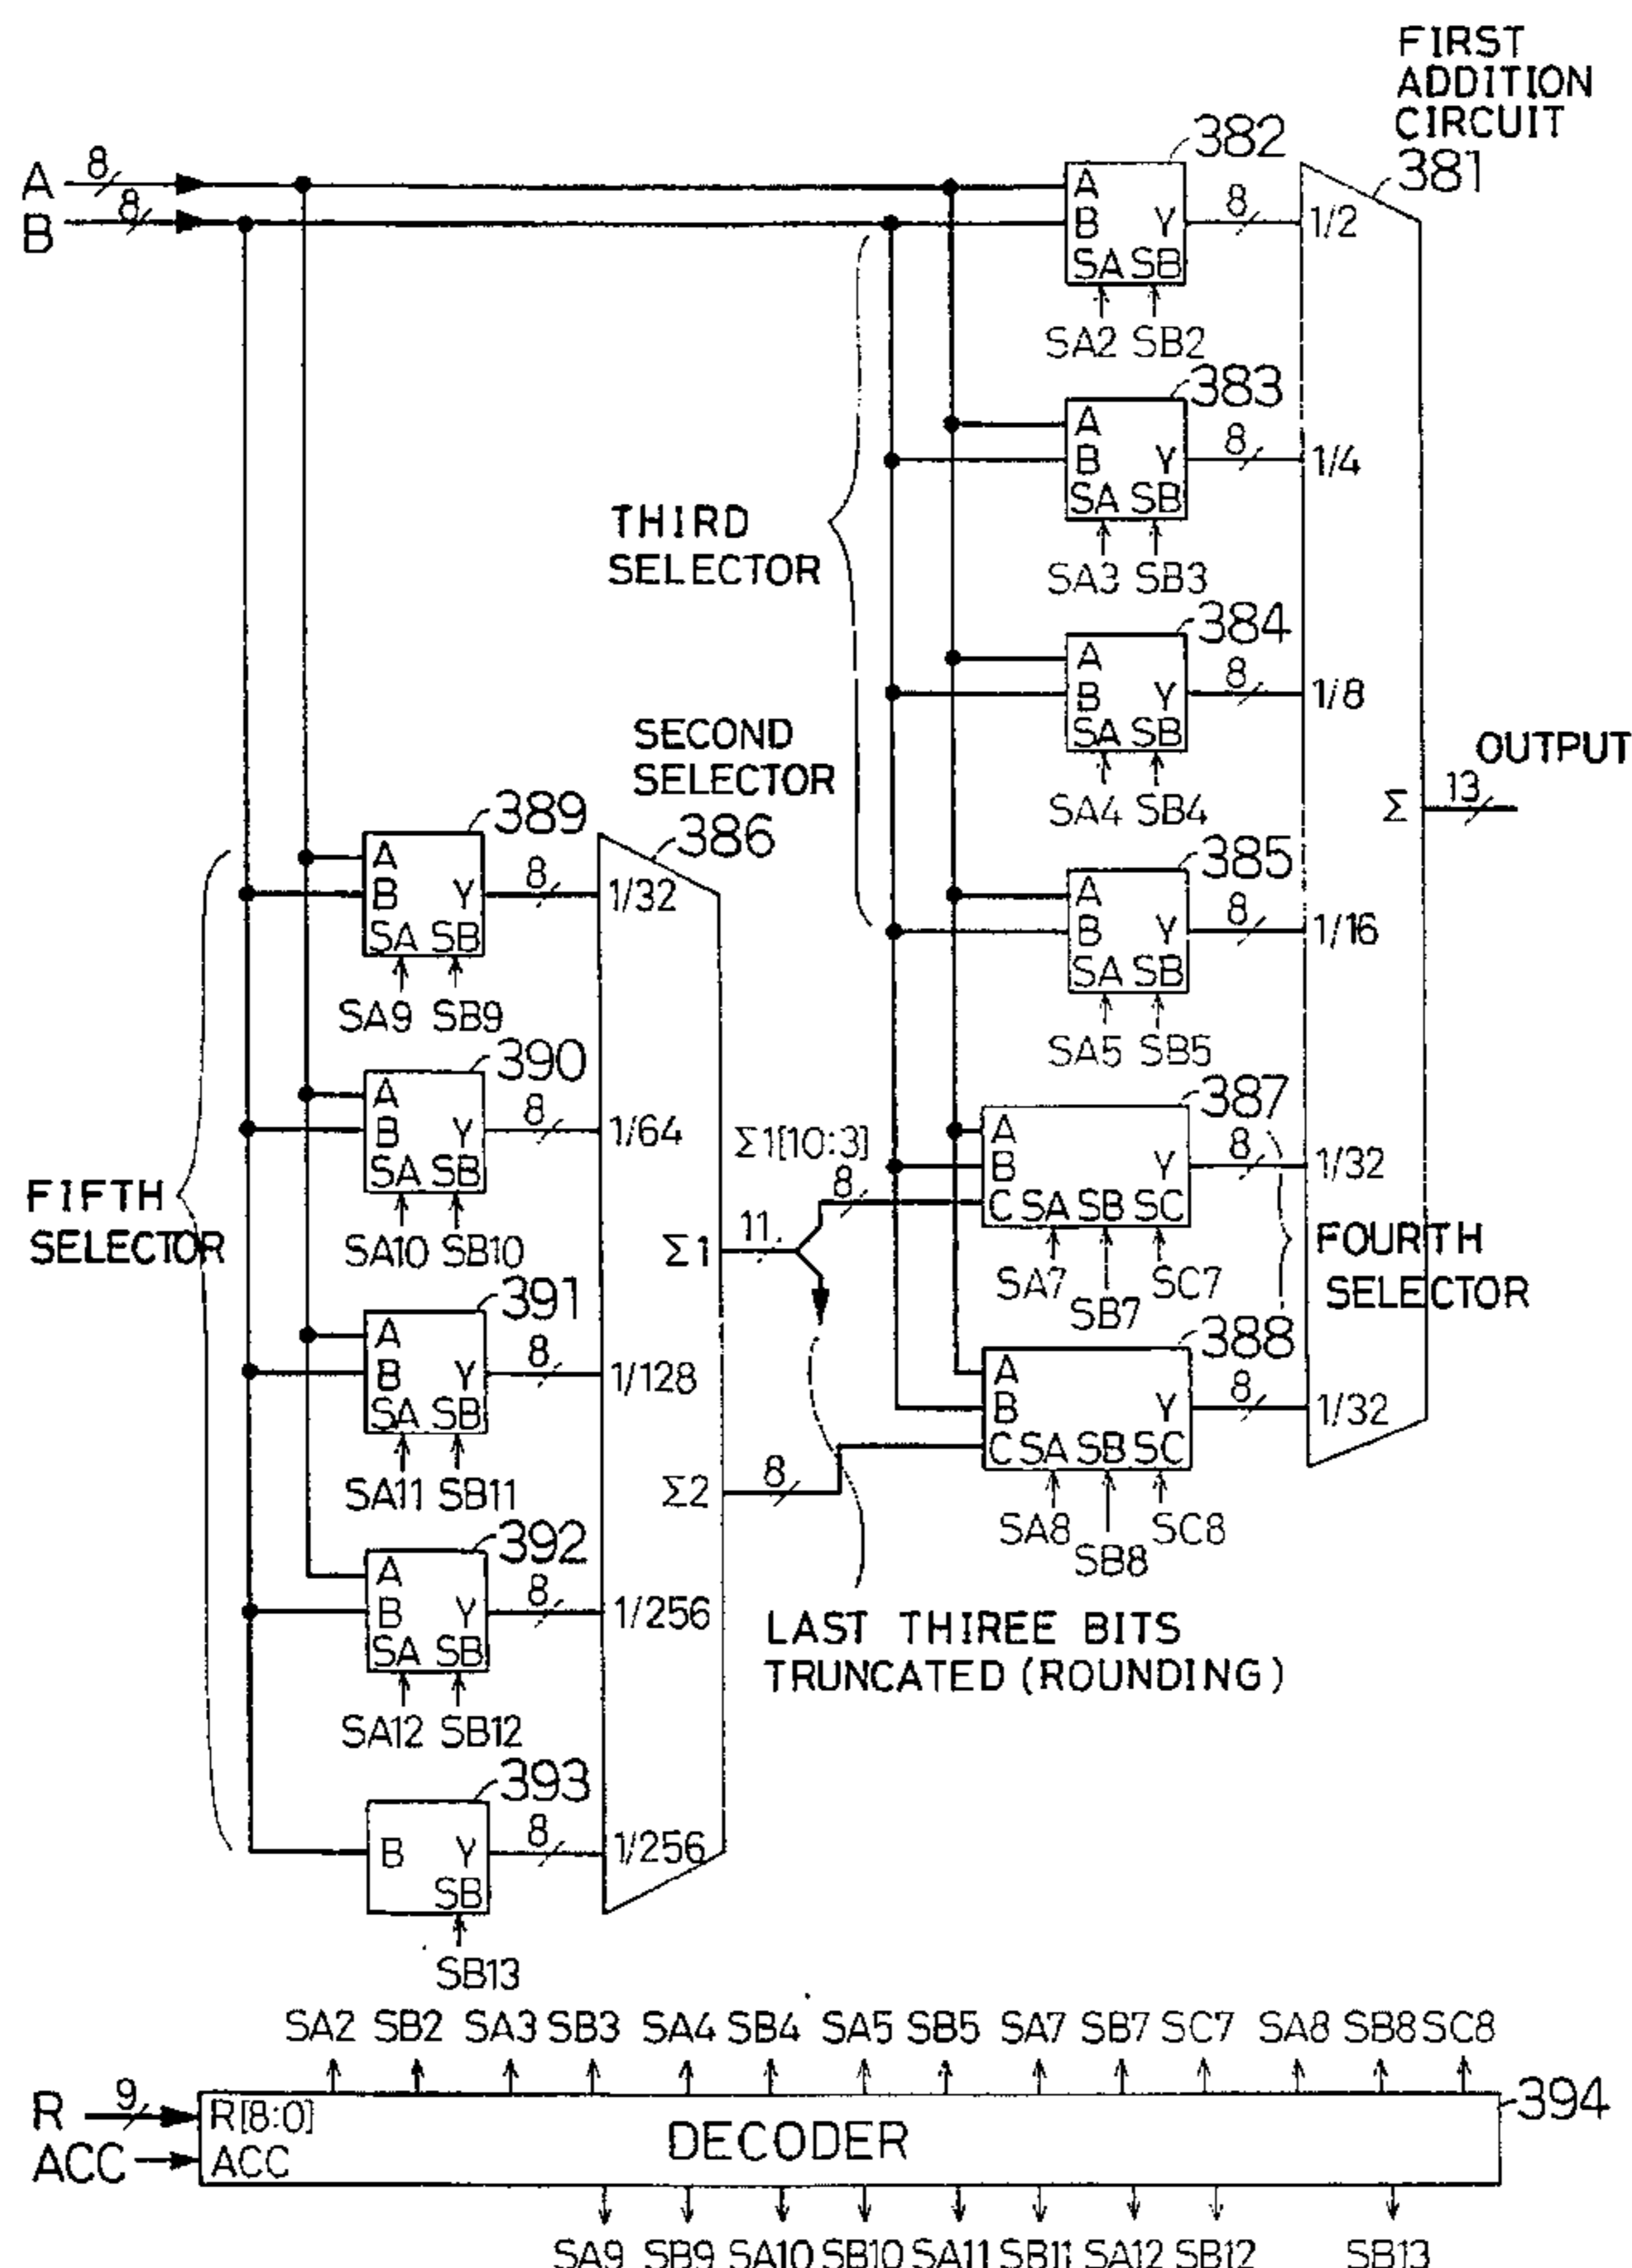 FIRST
ADDITION
CIRCUIT
381
382
A 8
B 8
A
B Y 8 1/2
SA SB
SA2 SB2
383
A
B Y 8 1/4
SA SB
SA3 SB3
THIRD
SELECTOR
384
A
B Y 8 1/8
SA SB
SA4 SB4
SECOND
SELECTOR
386
OUTPUT
Σ 13
389
A
B Y 8 1/32
SA SB
SA9 SB9
385
A
B Y 8 1/16
SA SB
SA5 SB5
390
A
B Y 8 1/64
SA SB
SA10 SB10
387
Σ1[10:3]
8
A
B Y 8 1/32
C SA SB SC
SA7 SB7 SC7
FIFTH
SELECTOR
Σ1 11
FOURTH
SELECTOR
391
A
B Y 8 1/128
SA SB
SA11 SB11
388
A
B Y 8 1/32
C SA SB SC
SA8 SB8 SC8
Σ2 8
392
A
B Y 8 1/256
SA SB
SA12 SB12
LAST THREE BITS
TRUNCATED (ROUNDING)
393
B Y 8 1/256
SB
SB13
SA2 SB2 SA3 SB3 SA4 SB4 SA5 SB5 SA7 SB7 SC7 SA8 SB8 SC8
R 9 R[8:0]
DECODER
394
ACC ACC
SA9 SB9 SA10 SB10 SA11 SB11 SA12 SB12 SB13